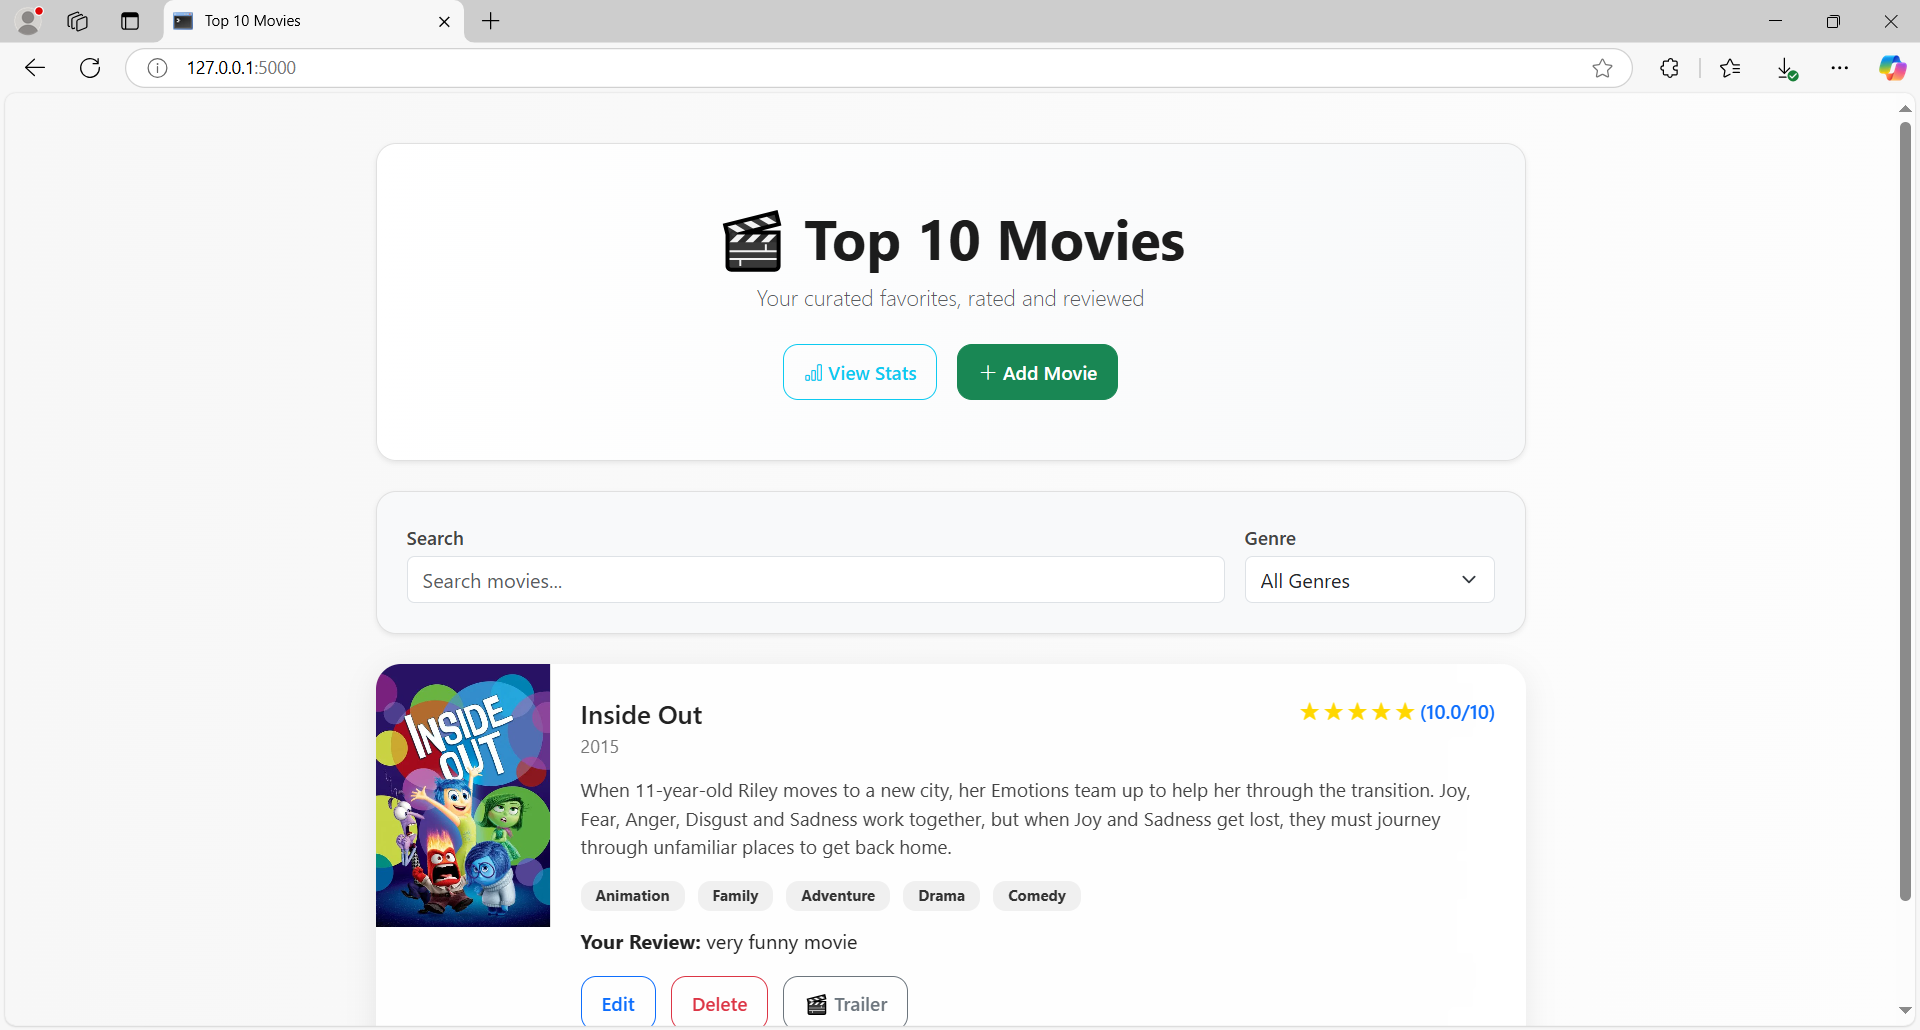 Top 10 Movies
127.0.0.1:5000
Top 10 Movies
Your curated favorites, rated and reviewed
View Stats
+ Add Movie
Search
Genre
Search movies...
All Genres
INSIDE
OUT
Inside Out
★★★★★ (10.0/10)
2015
When 11-year-old Riley moves to a new city, her Emotions team up to help her through the transition. Joy,
Fear, Anger, Disgust and Sadness work together, but when Joy and Sadness get lost, they must journey
through unfamiliar places to get back home.
Animation Family Adventure Drama Comedy
Your Review: very funny movie
Edit Delete Trailer